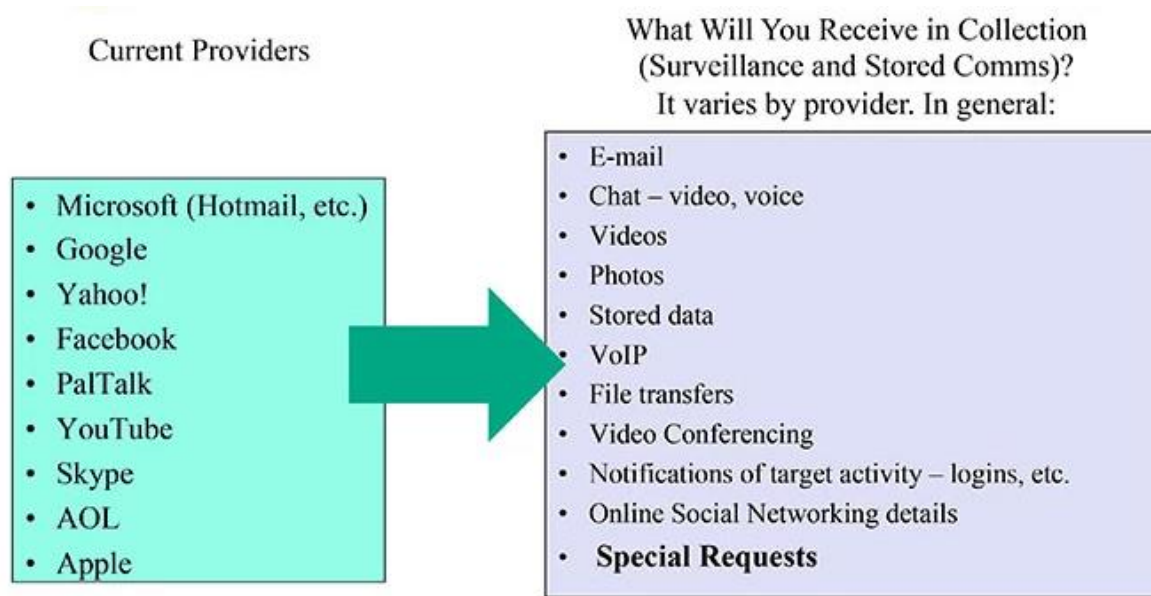 Current Providers
What Will You Receive in Collection
(Surveillance and Stored Comms)?
It varies by provider. In general:
• Microsoft (Hotmail, etc.)
• Google
• Yahoo!
• Facebook
• PalTalk
• YouTube
• Skype
• AOL
• Apple
• E-mail
• Chat – video, voice
• Videos
• Photos
• Stored data
• VoIP
• File transfers
• Video Conferencing
• Notifications of target activity – logins, etc.
• Online Social Networking details
• Special Requests